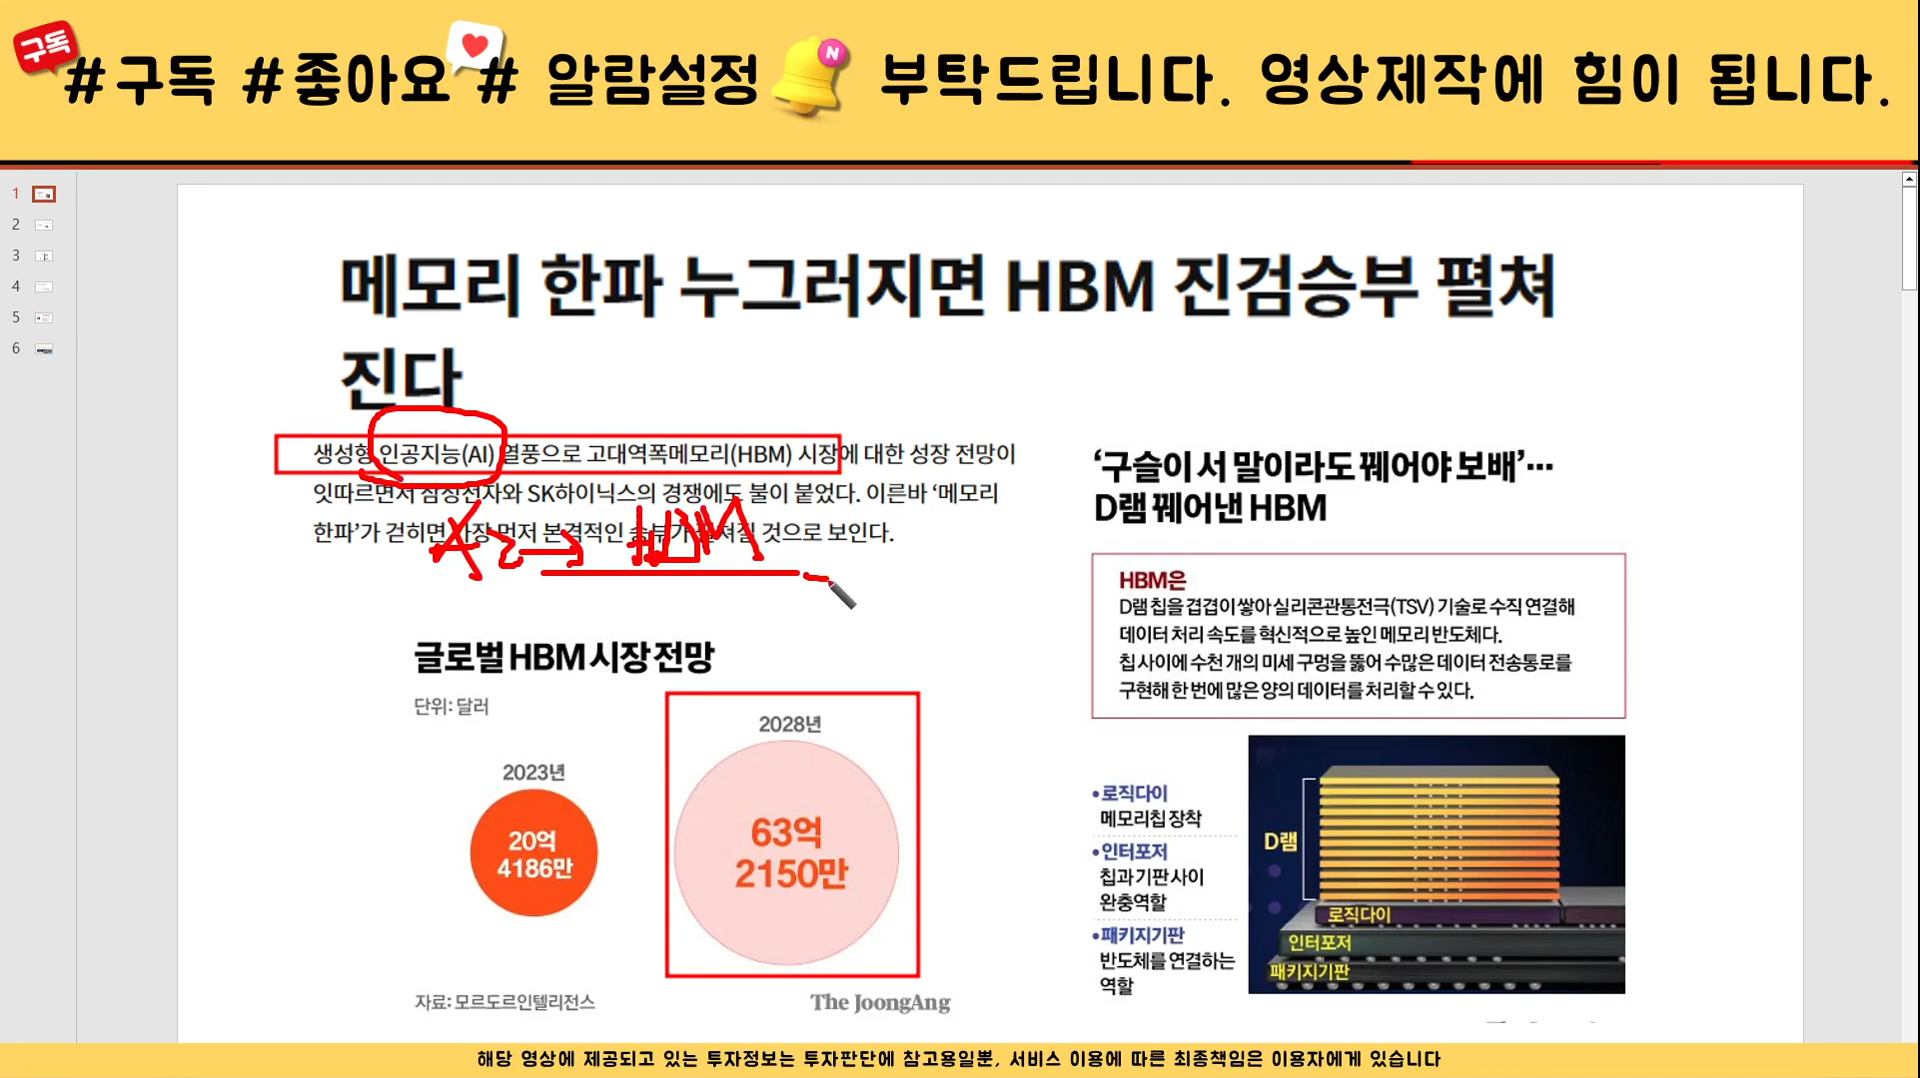 구독
#구독 #좋아요 # 알람설정 N 부탁드립니다. 영상제작에 힘이 됩니다.
1
2
3
4
5
6
메모리 한파 누그러지면 HBM 진검승부 펼쳐
진다
생성형 인공지능(AI) 열풍으로 고대역폭메모리(HBM) 시장에 대한 성장 전망이
잇따르면서 삼성전자와 SK하이닉스의 경쟁에도 불이 붙었다. 이른바 ‘메모리
한파’가 걷히면 가장 먼저 본격적인 승부가 펼쳐질 것으로 보인다.
HBM
글로벌 HBM 시장 전망
단위: 달러
2023년
20억
4186만
2028년
63억
2150만
자료: 모르도르인텔리전스
The JoongAng
‘구슬이 서 말이라도 꿰어야 보배’…
D램 꿰어낸 HBM
HBM은
D램 칩을 겹겹이 쌓아 실리콘관통전극(TSV) 기술로 수직 연결해
데이터 처리 속도를 혁신적으로 높인 메모리 반도체다.
칩 사이에 수천 개의 미세 구멍을 뚫어 수많은 데이터 전송통로를
구현해 한 번에 많은 양의 데이터를 처리할 수 있다.
•로직다이
메모리칩 장착
•인터포저
칩과 기판 사이
완충역할
•패키지기판
반도체를 연결하는
역할
D램
로직다이
인터포저
패키지기판
해당 영상에 제공되고 있는 투자정보는 투자판단에 참고용일뿐, 서비스 이용에 따른 최종책임은 이용자에게 있습니다